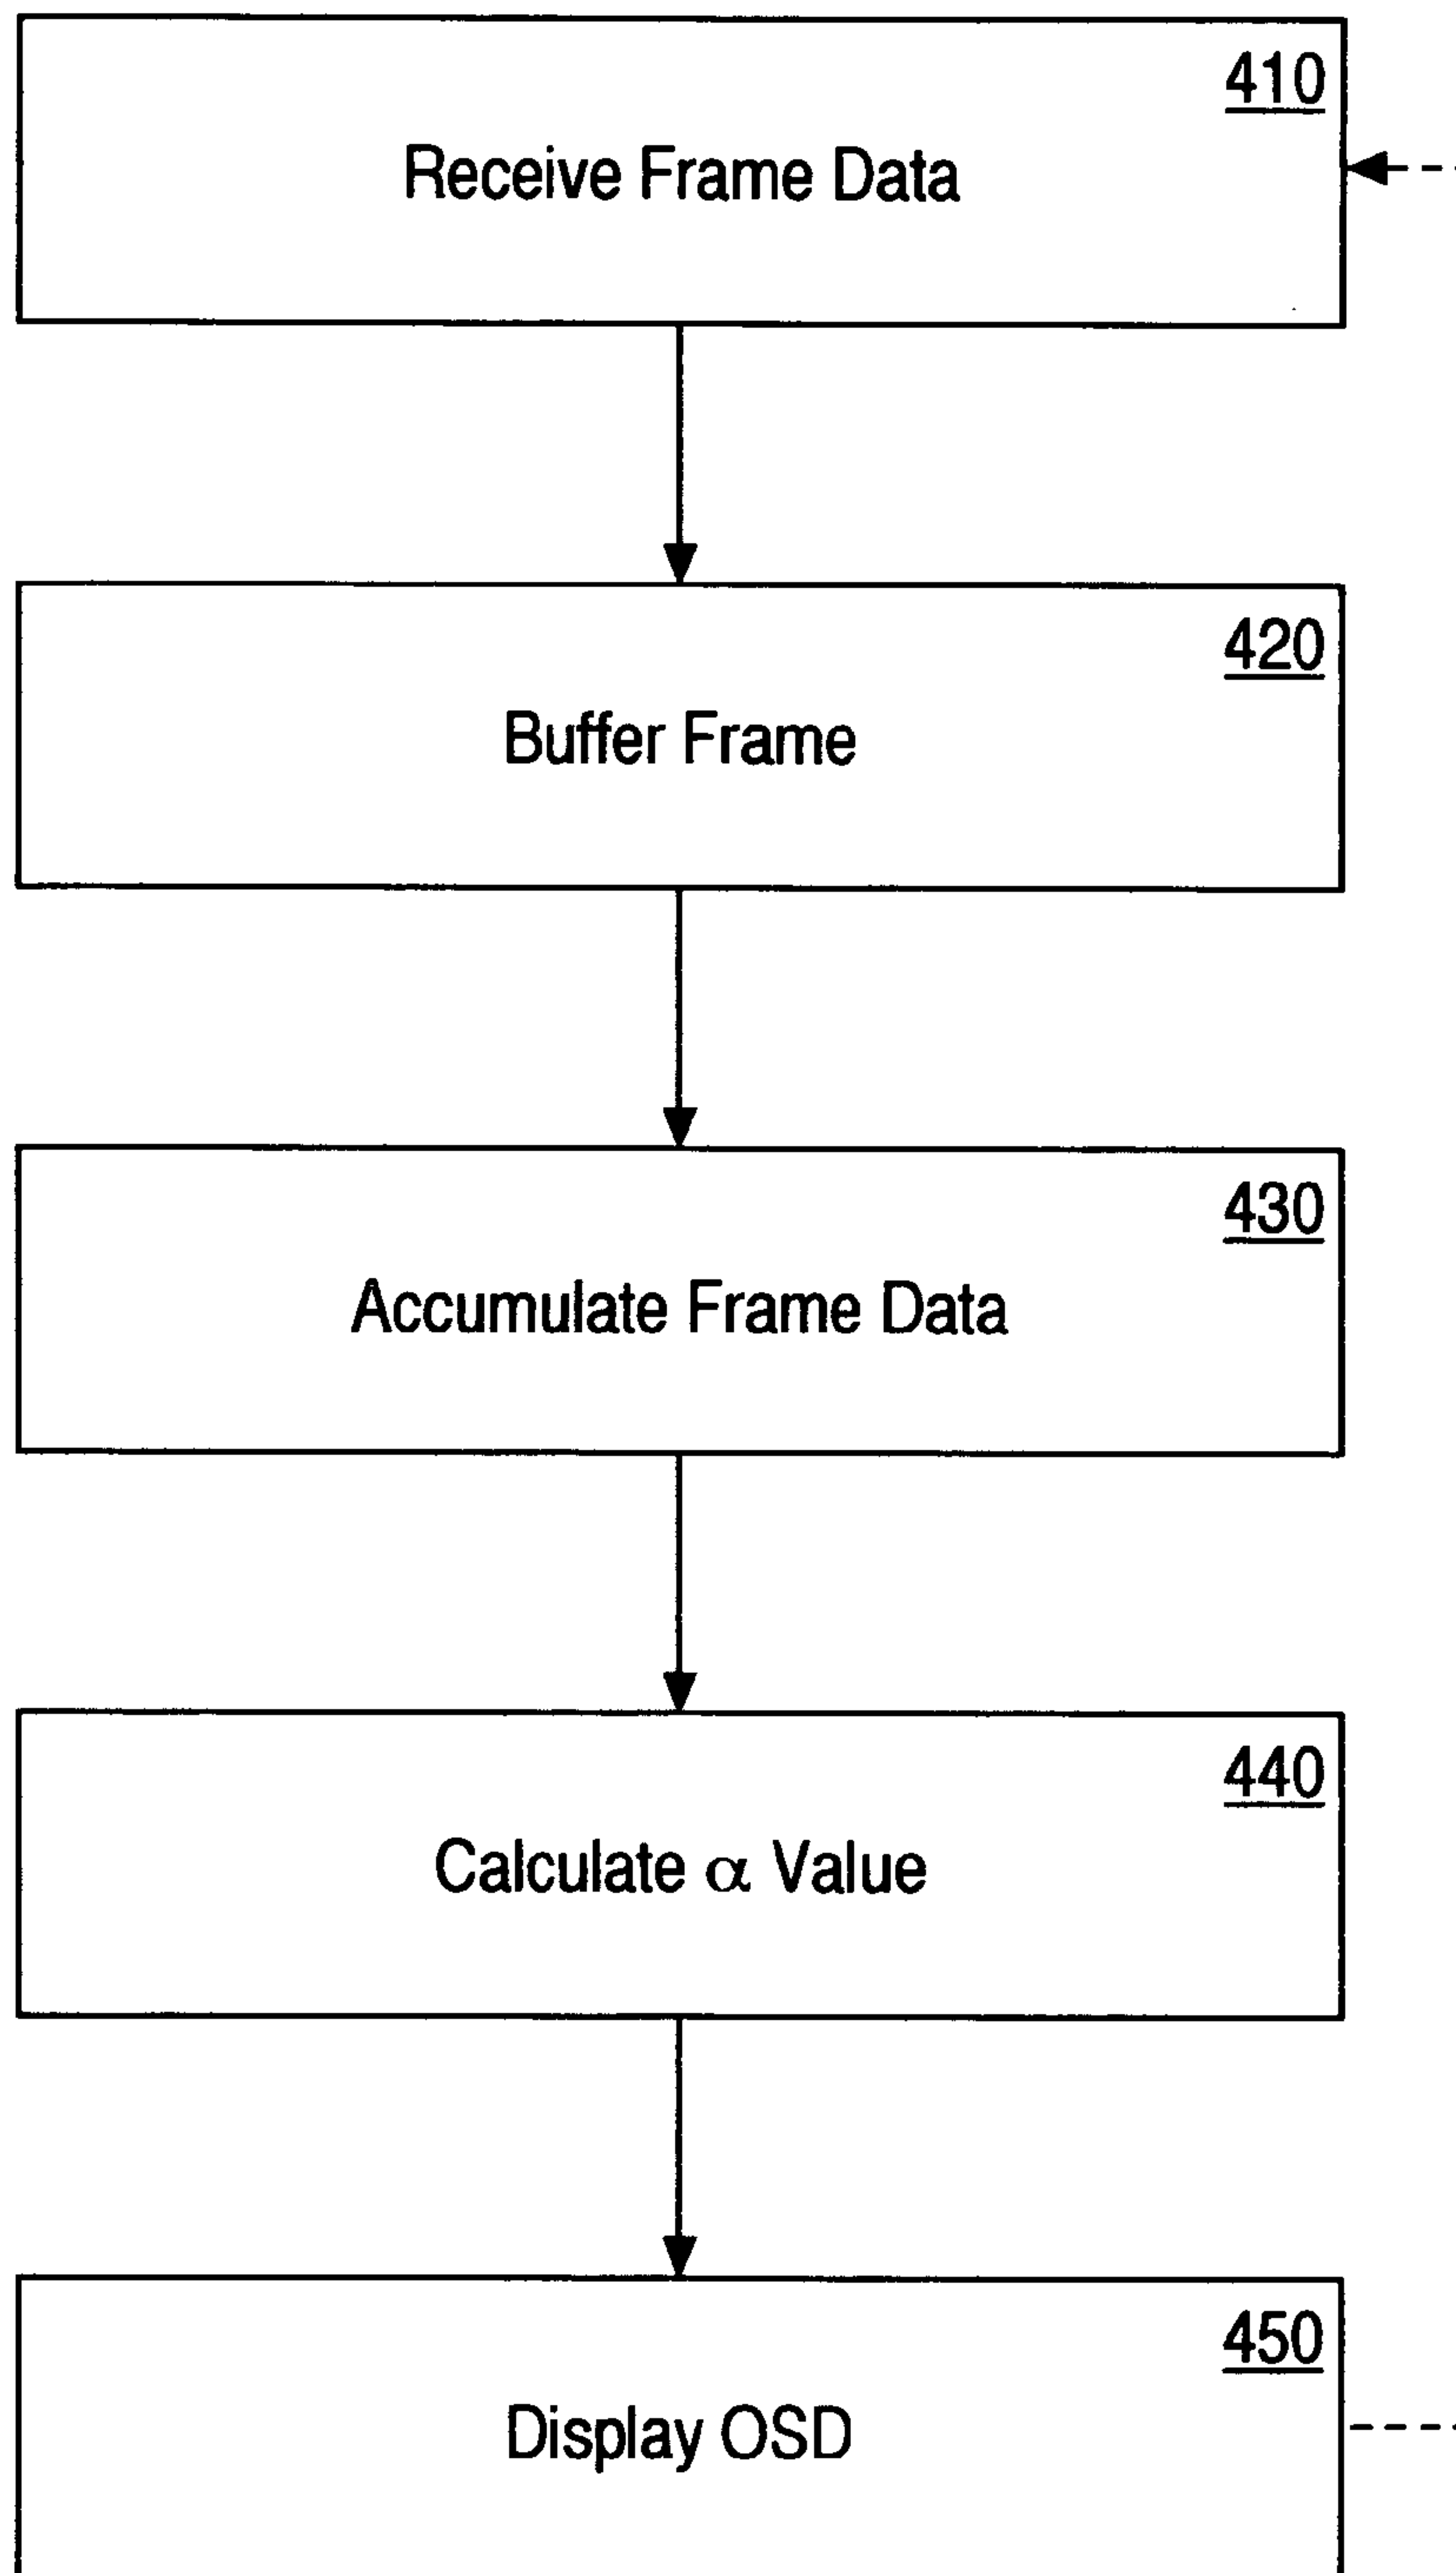 410
Receive Frame Data
420
Buffer Frame
430
Accumulate Frame Data
440
Calculate α Value
450
Display OSD